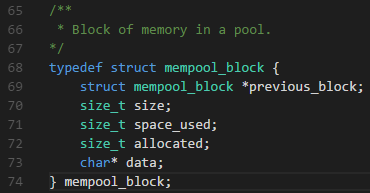 65 /**
66  * Block of memory in a pool.
67 */
68 typedef struct mempool_block {
69     struct mempool_block *previous_block;
70     size_t size;
71     size_t space_used;
72     size_t allocated;
73     char* data;
74 } mempool_block;